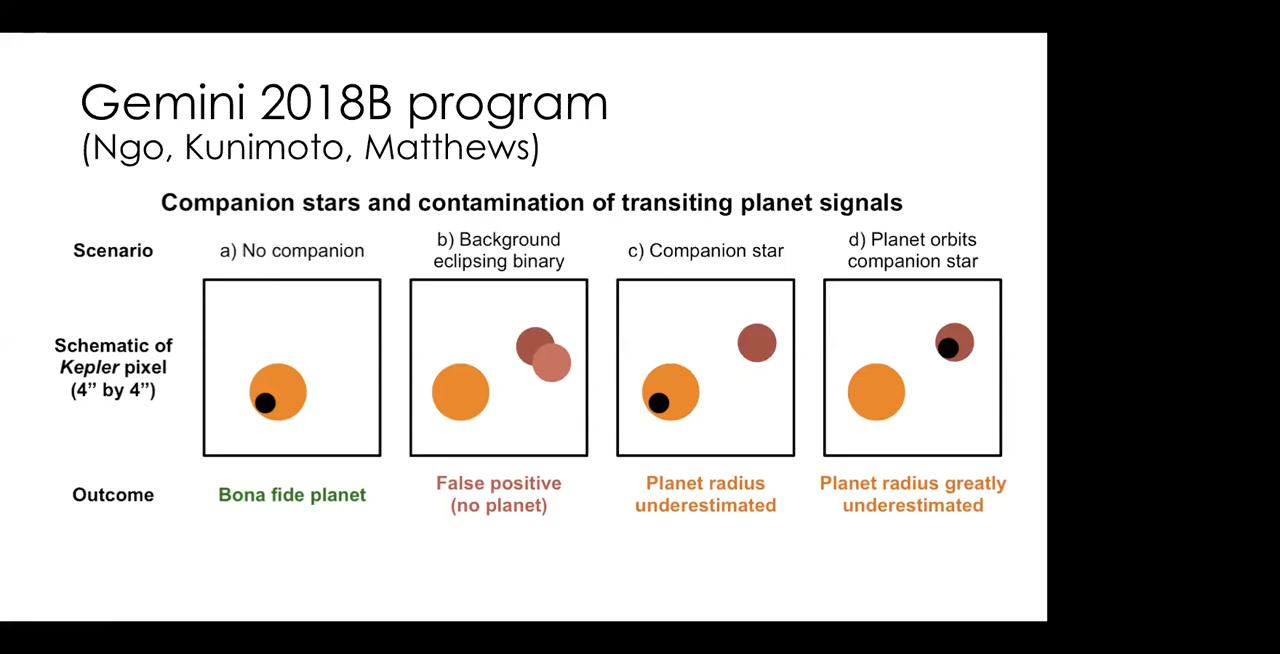 Gemini 2018B program
(Ngo, Kunimoto, Matthews)
Companion stars and contamination of transiting planet signals
Scenario
a) No companion
b) Background
eclipsing binary
c) Companion star
d) Planet orbits
companion star
Schematic of
Kepler pixel
(4” by 4”)
Outcome
Bona fide planet
False positive
(no planet)
Planet radius
underestimated
Planet radius greatly
underestimated